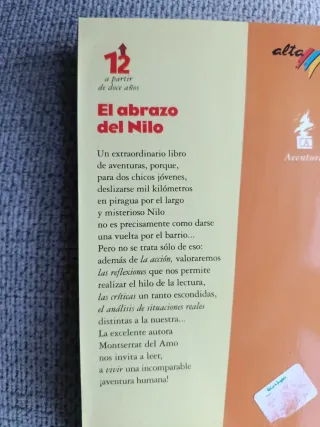 12
a partir
de doce años
El abrazo
del Nilo
Un extraordinario libro
de aventuras, porque,
para dos chicos jóvenes,
deslizarse mil kilómetros
en piragua por el largo
y misterioso Nilo
no es precisamente como darse
una vuelta por el barrio...
Pero no se trata sólo de eso:
además de la acción, valoraremos
las reflexiones que nos permite
realizar el hilo de la lectura,
las críticas un tanto escondidas,
el análisis de situaciones reales
distintas a la nuestra...
La excelente autora
Montserrat del Amo
nos invita a leer,
a vivir una incomparable
¡aventura humana!
alta
Aventura